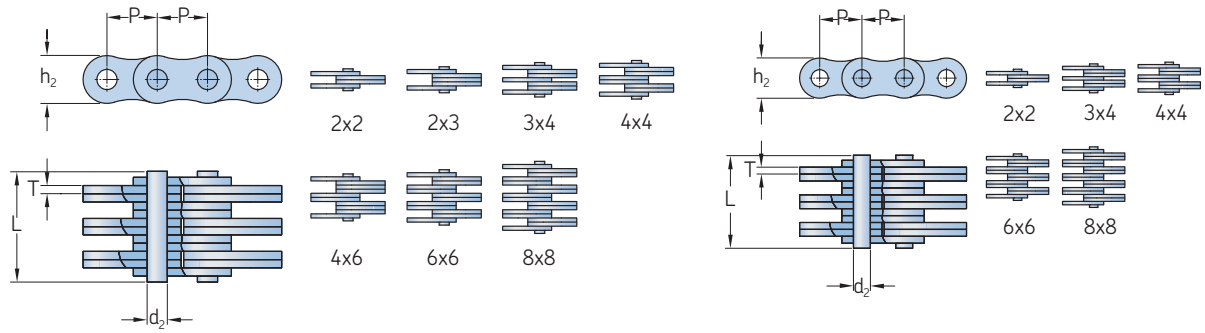 P P
h₂
2x2 2x3 3x4 4x4
T
L
d₂
4x6 6x6 8x8
P P
h₂
2x2 3x4 4x4
T
L
d₂
6x6 8x8